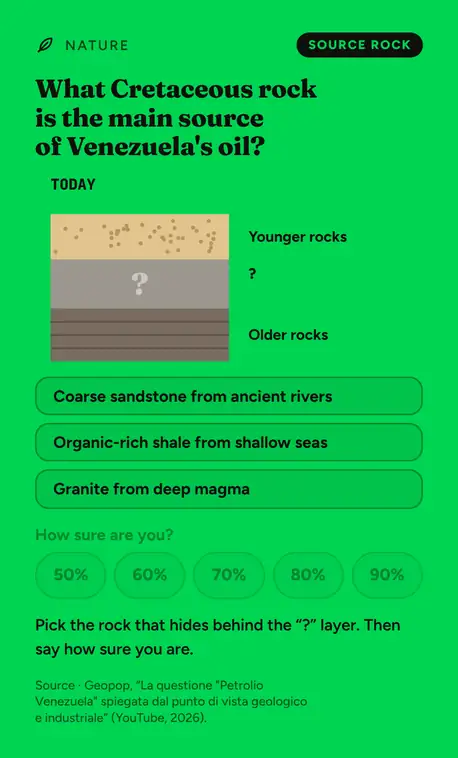 NATURE
SOURCE ROCK
What Cretaceous rock
is the main source
of Venezuela's oil?
TODAY
Younger rocks
?
?
Older rocks
Coarse sandstone from ancient rivers
Organic-rich shale from shallow seas
Granite from deep magma
How sure are you?
50% 60% 70% 80% 90%
Pick the rock that hides behind the “?” layer. Then
say how sure you are.
Source · Geopop, “La questione "Petrolio
Venezuela" spiegata dal punto di vista geologico
e industriale” (YouTube, 2026).